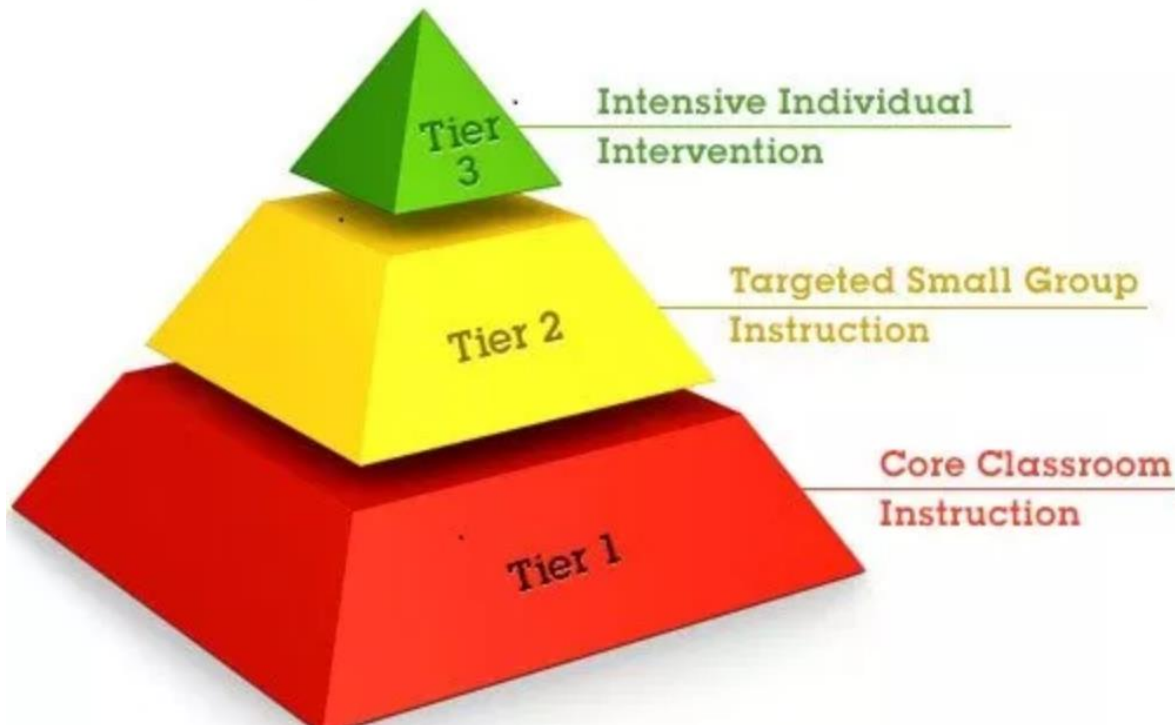 Tier
3
Intensive Individual
Intervention
Tier 2
Targeted Small Group
Instruction
Tier 1
Core Classroom
Instruction